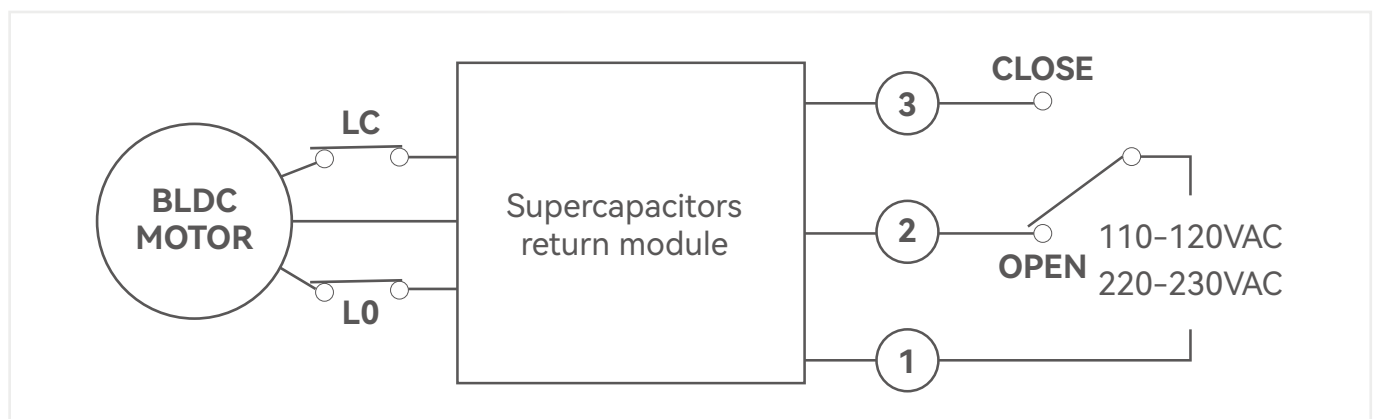 CLOSE
LC
3
BLDC
MOTOR
Supercapacitors
return module
2
110-120VAC
OPEN
220-230VAC
L0
1